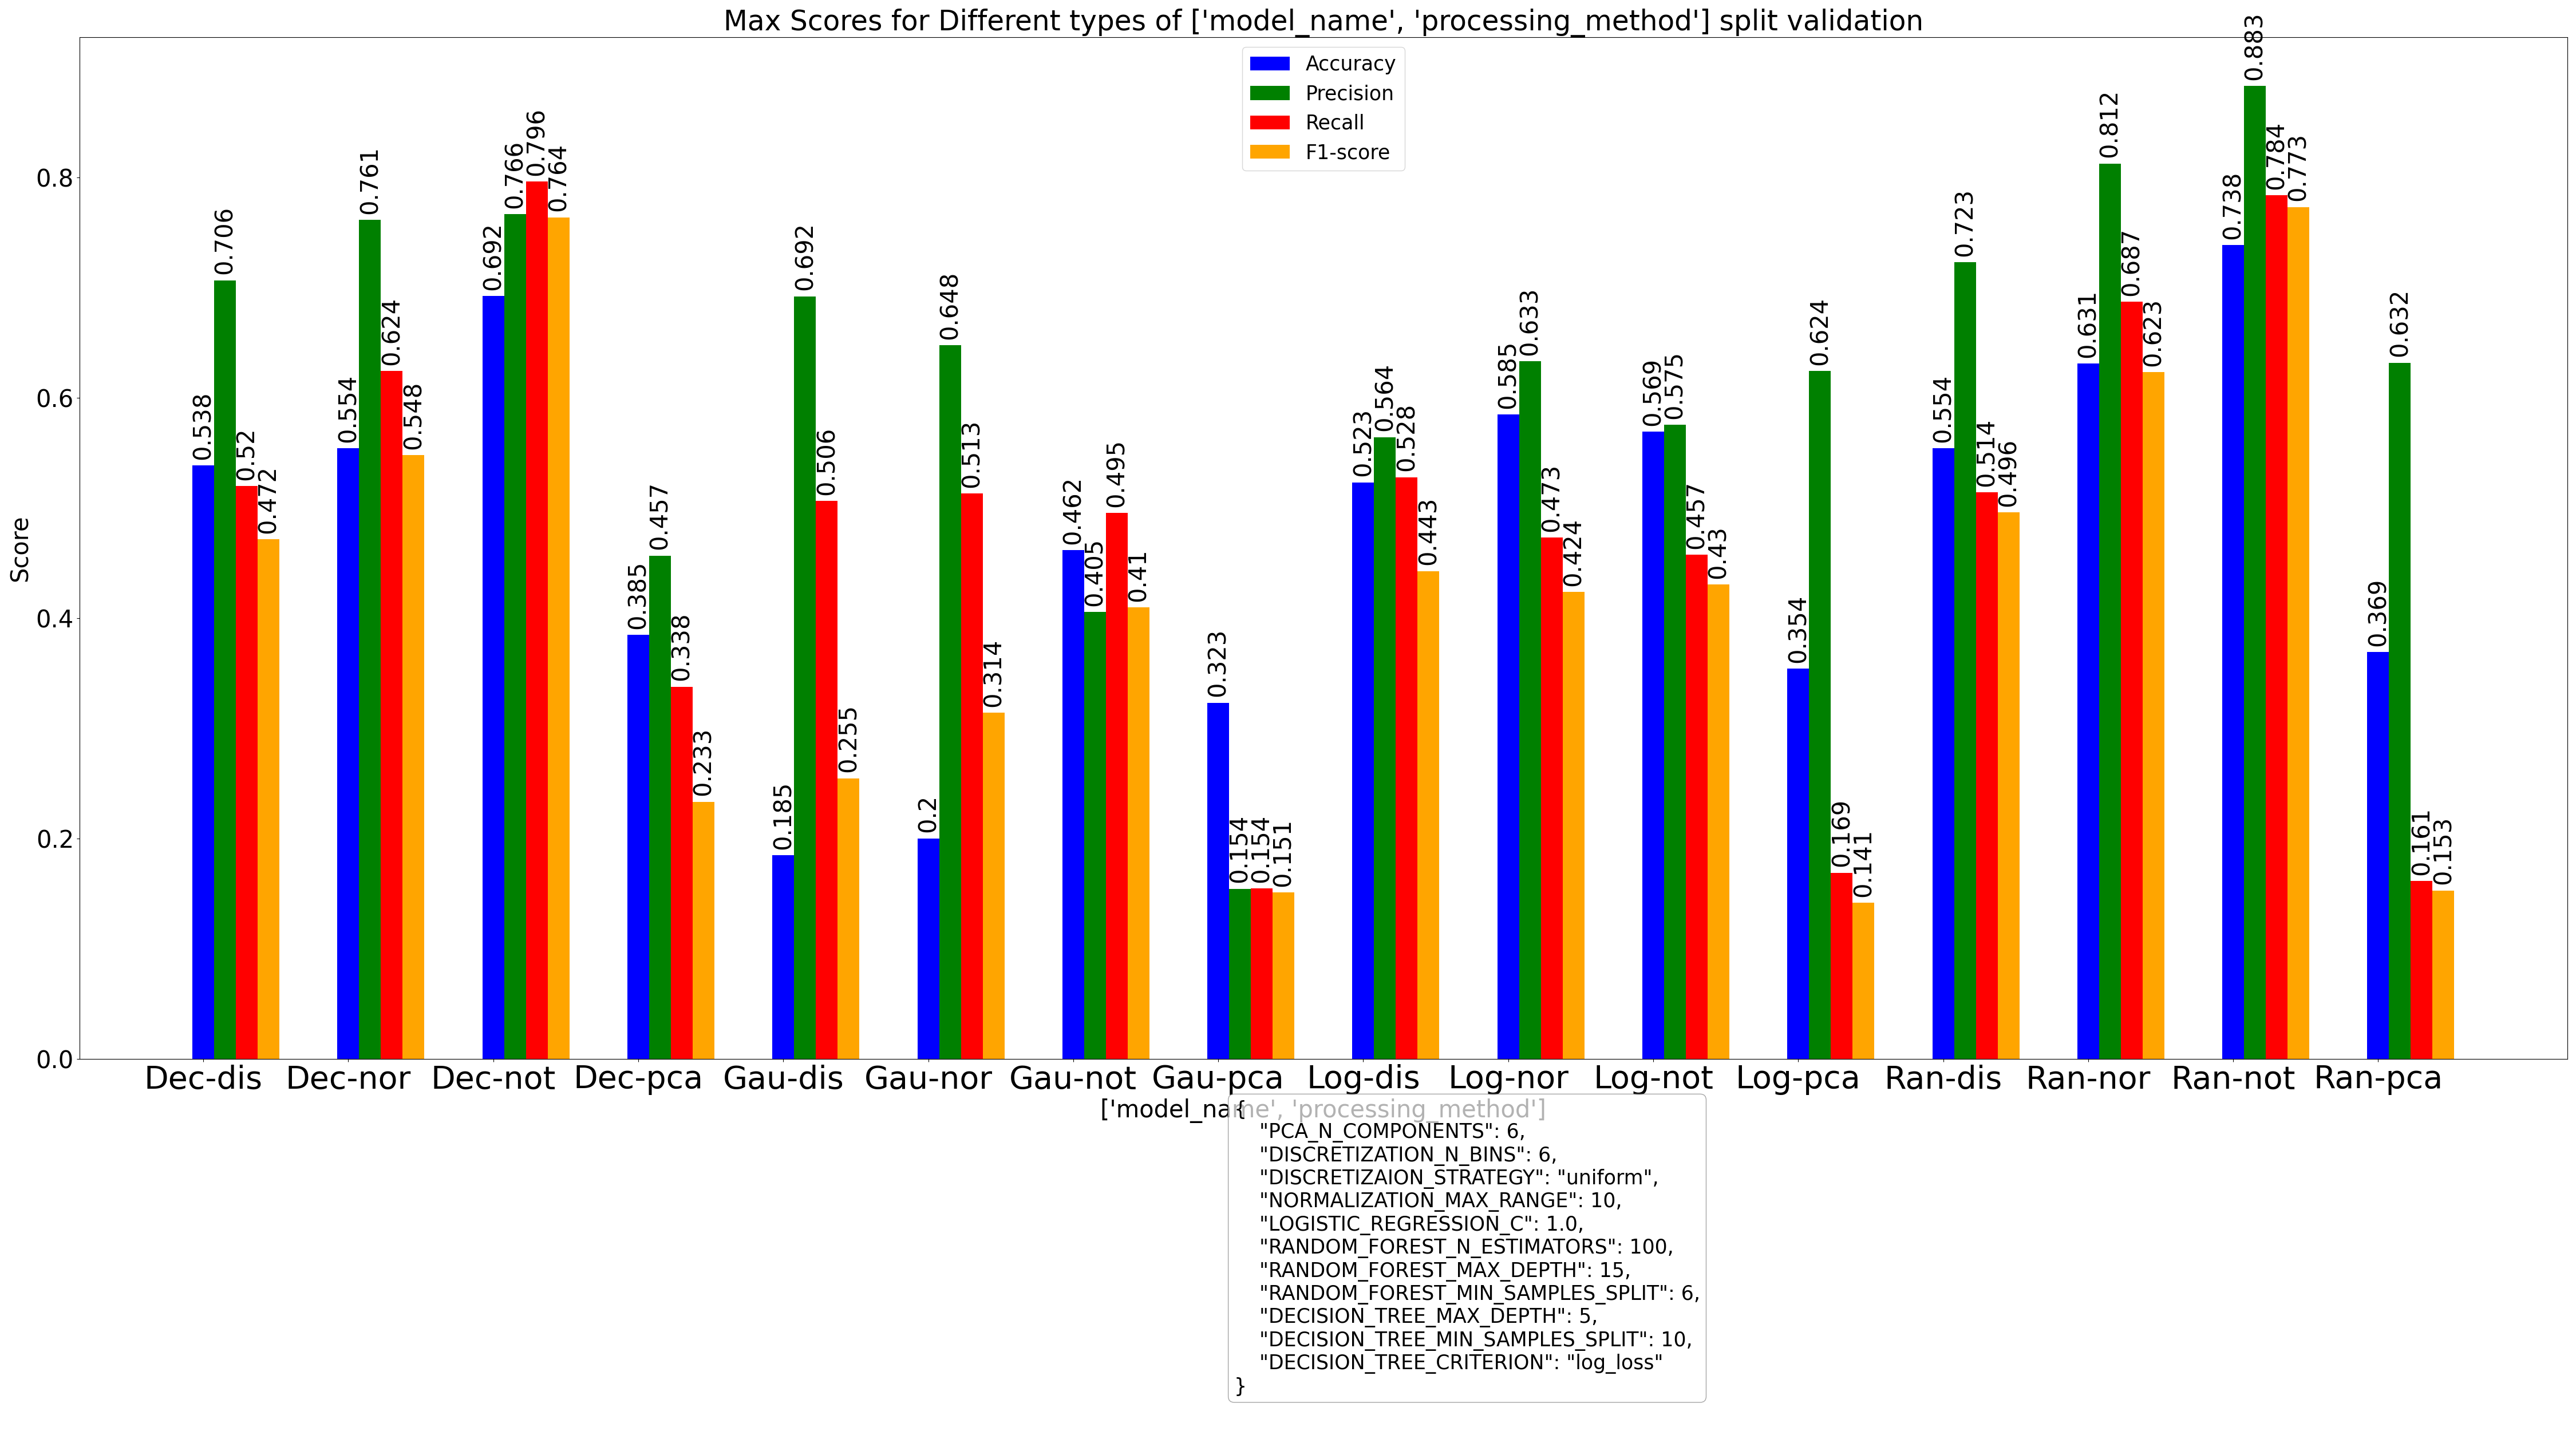 Max Scores for Different types of ['model_name', 'processing_method'] split validation
Accuracy
Precision
Recall
F1-score
Score
0.8
0.6
0.4
0.2
0.0
0.538 0.706 0.52 0.472
0.554 0.761 0.624 0.548
0.692 0.766 0.796 0.764
0.385 0.457 0.338 0.233
0.185 0.692 0.506 0.255
0.2 0.648 0.513 0.314
0.462 0.405 0.495 0.41
0.323 0.154 0.154 0.151
0.523 0.564 0.528 0.443
0.585 0.633 0.473 0.424
0.569 0.575 0.457 0.43
0.354 0.624 0.169 0.141
0.554 0.723 0.514 0.496
0.631 0.812 0.687 0.623
0.738 0.883 0.784 0.773
0.369 0.632 0.161 0.153
Dec-dis Dec-nor Dec-not Dec-pca Gau-dis Gau-nor Gau-not Gau-pca Log-dis Log-nor Log-not Log-pca Ran-dis Ran-nor Ran-not Ran-pca
['model_name', 'processing_method']
{
"PCA_N_COMPONENTS": 6,
"DISCRETIZATION_N_BINS": 6,
"DISCRETIZAION_STRATEGY": "uniform",
"NORMALIZATION_MAX_RANGE": 10,
"LOGISTIC_REGRESSION_C": 1.0,
"RANDOM_FOREST_N_ESTIMATORS": 100,
"RANDOM_FOREST_MAX_DEPTH": 15,
"RANDOM_FOREST_MIN_SAMPLES_SPLIT": 6,
"DECISION_TREE_MAX_DEPTH": 5,
"DECISION_TREE_MIN_SAMPLES_SPLIT": 10,
"DECISION_TREE_CRITERION": "log_loss"
}